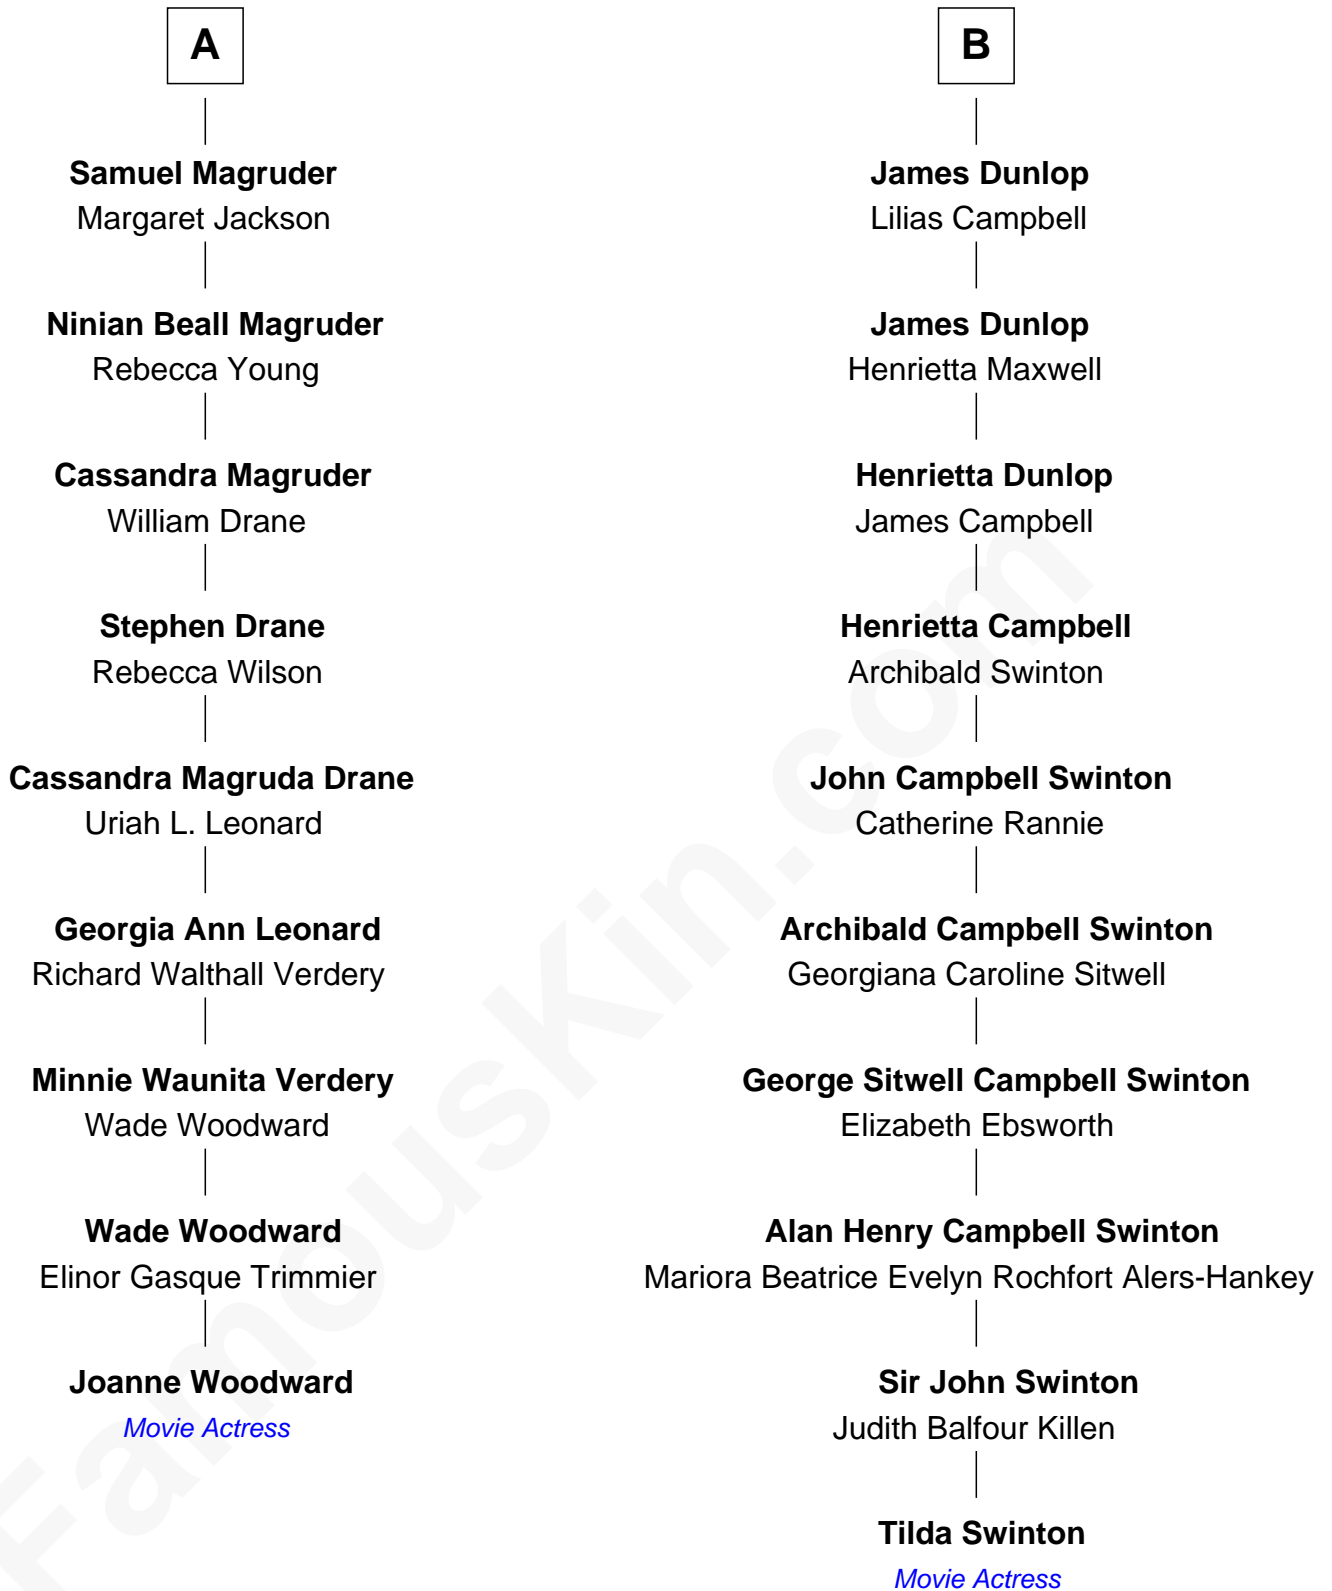 A
Samuel Magruder
Margaret Jackson
Ninian Beall Magruder
Rebecca Young
Cassandra Magruder
William Drane
Stephen Drane
Rebecca Wilson
Cassandra Magruda Drane
Uriah L. Leonard
Georgia Ann Leonard
Richard Walthall Verdery
Minnie Waunita Verdery
Wade Woodward
Wade Woodward
Elinor Gasque Trimmier
Joanne Woodward
Movie Actress
B
James Dunlop
Lilias Campbell
James Dunlop
Henrietta Maxwell
Henrietta Dunlop
James Campbell
Henrietta Campbell
Archibald Swinton
John Campbell Swinton
Catherine Rannie
Archibald Campbell Swinton
Georgiana Caroline Sitwell
George Sitwell Campbell Swinton
Elizabeth Ebsworth
Alan Henry Campbell Swinton
Mariora Beatrice Evelyn Rochfort Alers-Hankey
Sir John Swinton
Judith Balfour Killen
Tilda Swinton
Movie Actress
FamousKin.com